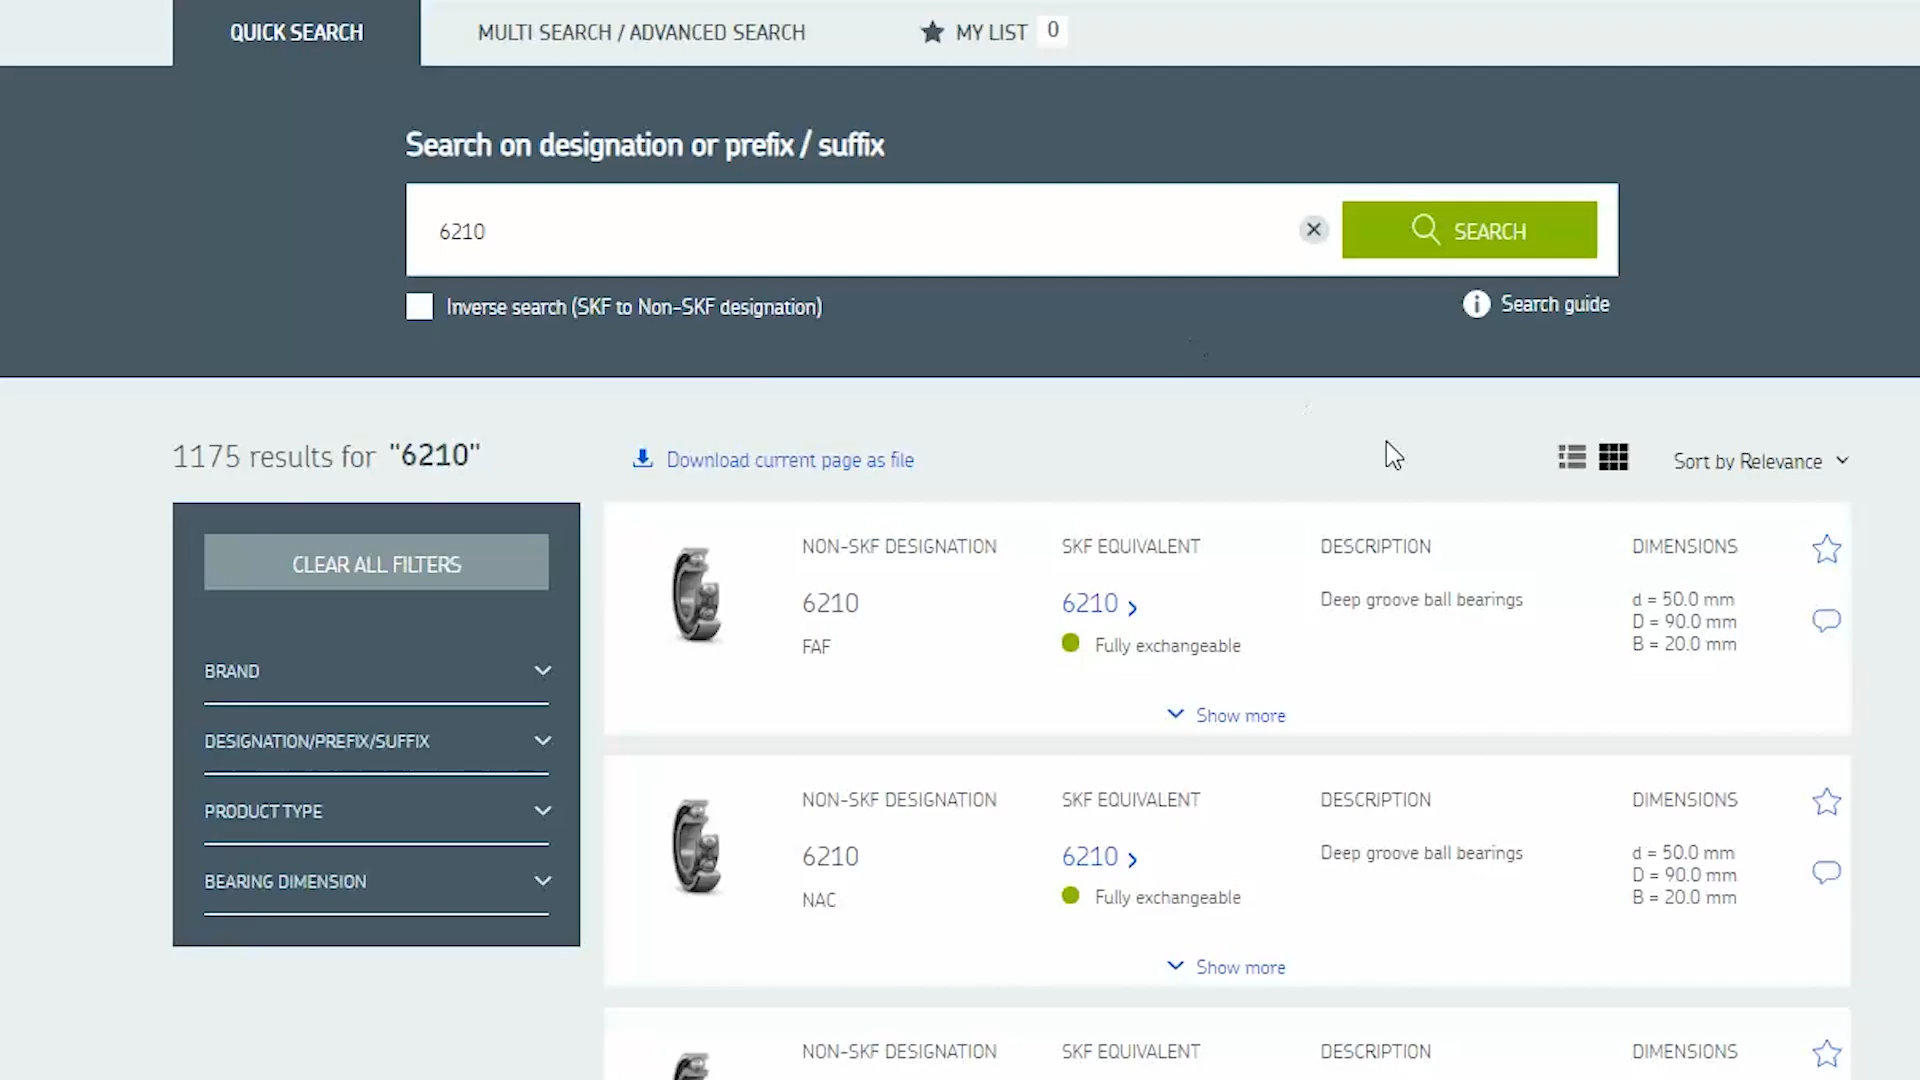 QUICK SEARCH
MULTI SEARCH / ADVANCED SEARCH
MY LIST 0
Search on designation or prefix / suffix
6210
SEARCH
Inverse search (SKF to Non-SKF designation)
Search guide
1175 results for "6210"
Download current page as file
Sort by Relevance
CLEAR ALL FILTERS
BRAND
DESIGNATION/PREFIX/SUFFIX
PRODUCT TYPE
BEARING DIMENSION
NON-SKF DESIGNATION SKF EQUIVALENT DESCRIPTION DIMENSIONS
6210 6210 Deep groove ball bearings d = 50.0 mm
D = 90.0 mm
FAF Fully exchangeable B = 20.0 mm
Show more
NON-SKF DESIGNATION SKF EQUIVALENT DESCRIPTION DIMENSIONS
6210 6210 Deep groove ball bearings d = 50.0 mm
D = 90.0 mm
NAC Fully exchangeable B = 20.0 mm
Show more
NON-SKF DESIGNATION SKF EQUIVALENT DESCRIPTION DIMENSIONS